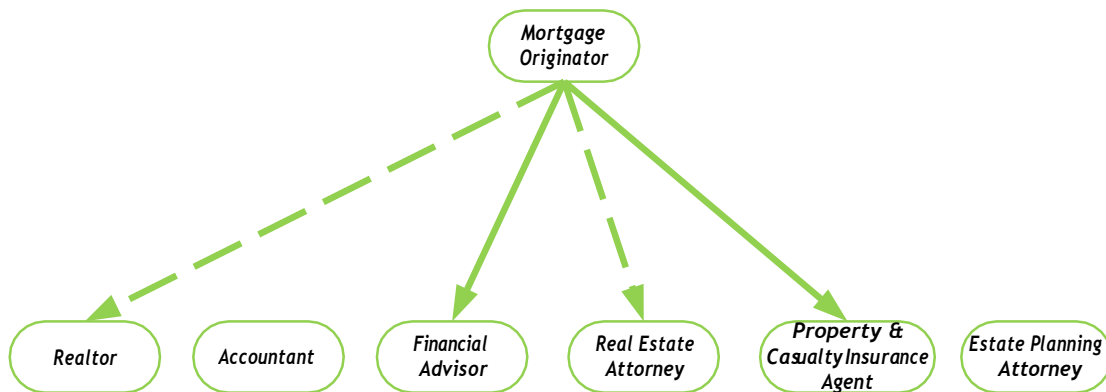 Mortgage
Originator
Realtor
Accountant
Financial
Advisor
Real Estate
Attorney
Property &
Casualty Insurance
Agent
Estate Planning
Attorney